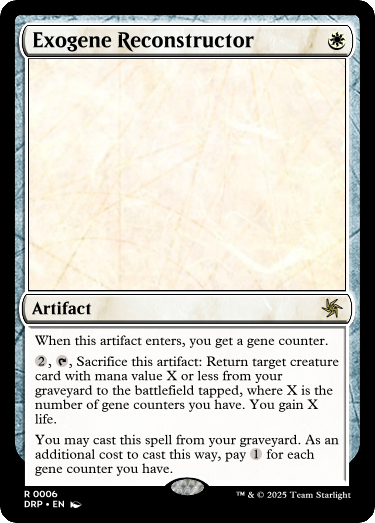 Exogene Reconstructor
Artifact
When this artifact enters, you get a gene counter.
2, , Sacrifice this artifact: Return target creature
card with mana value X or less from your
graveyard to the battlefield tapped, where X is the
number of gene counters you have. You gain X
life.
You may cast this spell from your graveyard. As an
additional cost to cast this way, pay 1 for each
gene counter you have.
R 0006
DRP • EN
™ & © 2025 Team Starlight